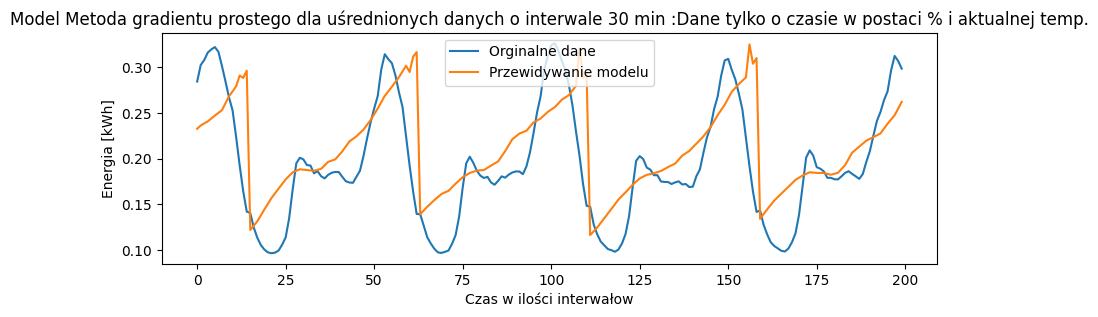 Model Metoda gradientu prostego dla uśrednionych danych o interwale 30 min :Dane tylko o czasie w postaci % i aktualnej temp.
Orginalne dane
Przewidywanie modelu
Energia [kWh]
0.30
0.25
0.20
0.15
0.10
0
25
50
75
100
125
150
175
200
Czas w ilości interwałow